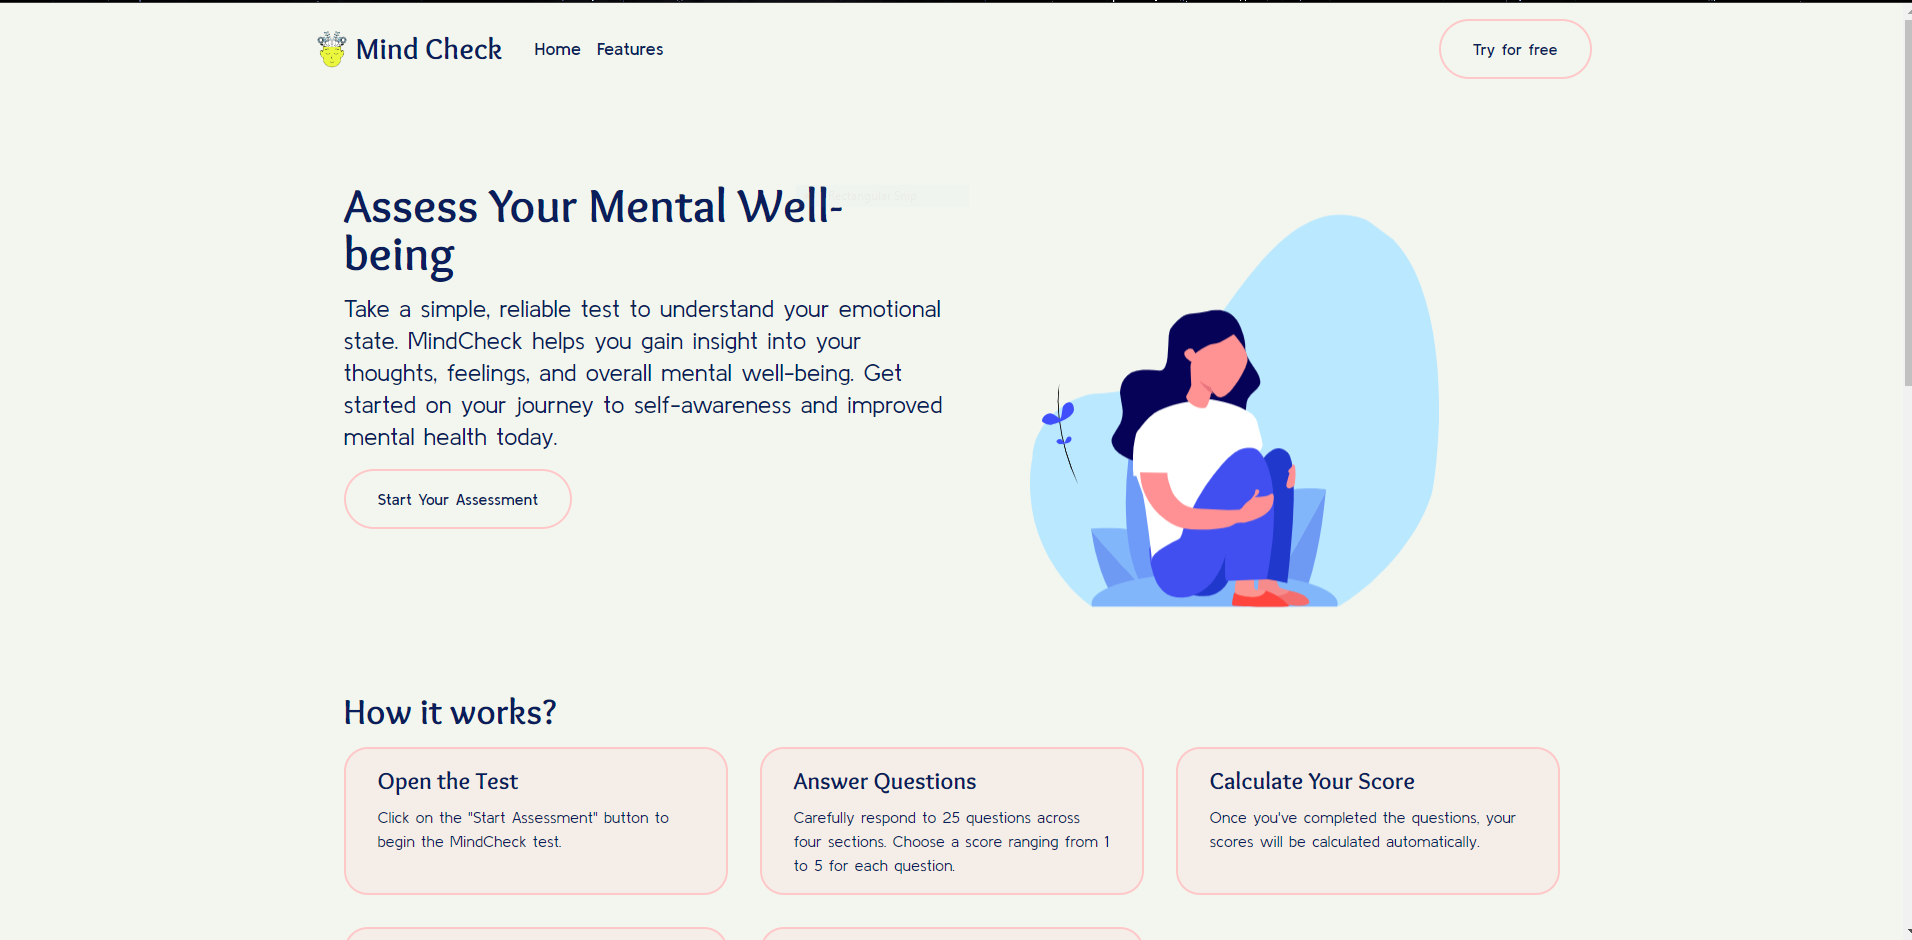 Mind Check
Home
Features
Try for free
Assess Your Mental Well-
being
Take a simple, reliable test to understand your emotional
state. MindCheck helps you gain insight into your
thoughts, feelings, and overall mental well-being. Get
started on your journey to self-awareness and improved
mental health today.
Start Your Assessment
How it works?
Open the Test
Click on the "Start Assessment" button to
begin the MindCheck test.
Answer Questions
Carefully respond to 25 questions across
four sections. Choose a score ranging from 1
to 5 for each question.
Calculate Your Score
Once you've completed the questions, your
scores will be calculated automatically.